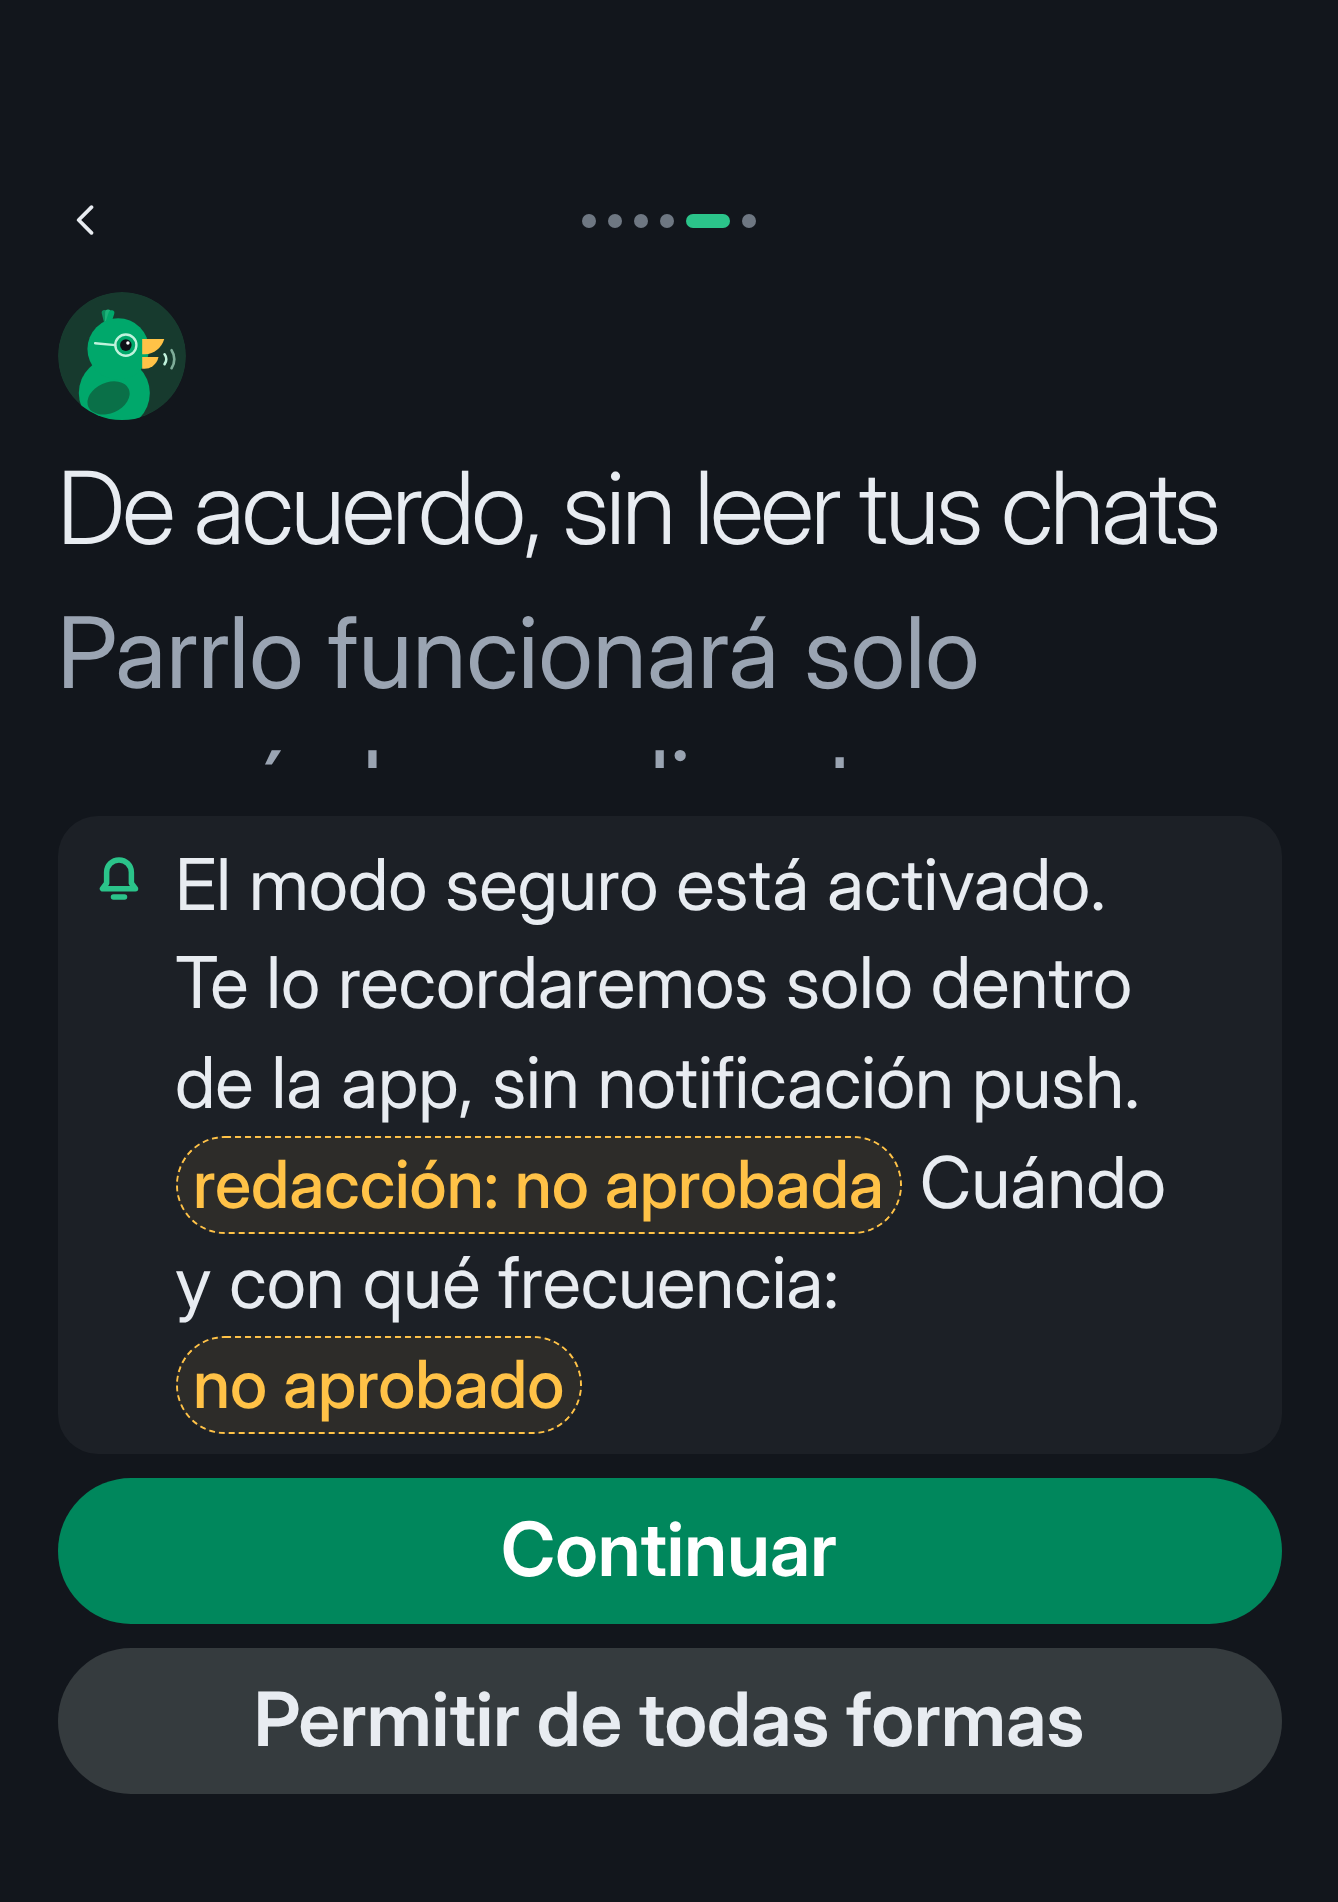 De acuerdo, sin leer tus chats
Parrlo funcionará solo
El modo seguro está activado.
Te lo recordaremos solo dentro
de la app, sin notificación push.
redacción: no aprobada Cuándo
y con qué frecuencia:
no aprobado
Continuar
Permitir de todas formas